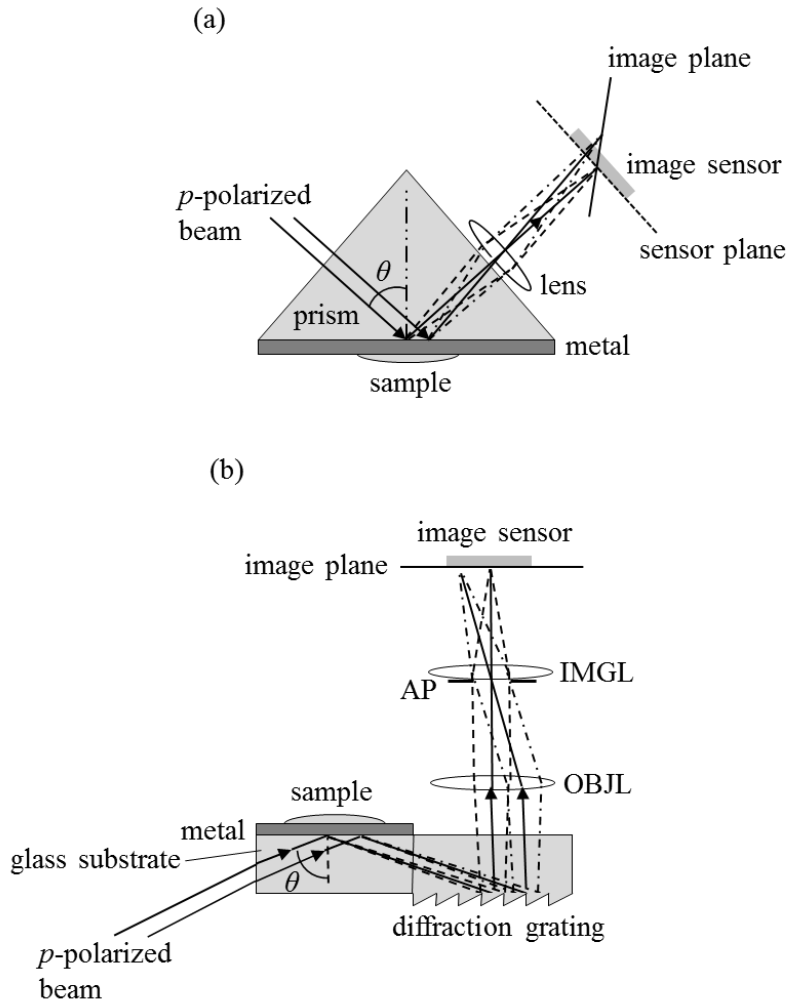 (a)
image plane
p-polarized
beam
image sensor
θ
sensor plane
lens
prism
metal
sample
(b)
image sensor
image plane
IMGL
AP
OBJL
sample
metal
glass substrate
θ
diffraction grating
p-polarized
beam